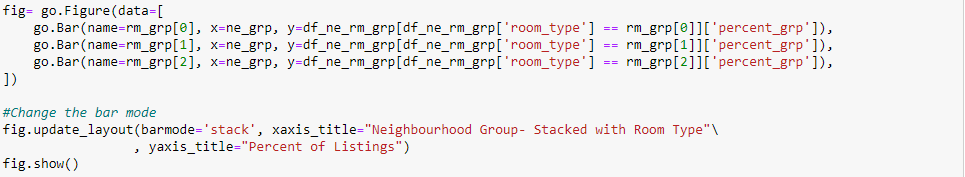 fig= go.Figure(data=[
    go.Bar(name=rm_grp[0], x=ne_grp, y=df_ne_rm_grp[df_ne_rm_grp['room_type'] == rm_grp[0]]['percent_grp']),
    go.Bar(name=rm_grp[1], x=ne_grp, y=df_ne_rm_grp[df_ne_rm_grp['room_type'] == rm_grp[1]]['percent_grp']),
    go.Bar(name=rm_grp[2], x=ne_grp, y=df_ne_rm_grp[df_ne_rm_grp['room_type'] == rm_grp[2]]['percent_grp']),
])
#Change the bar mode
fig.update_layout(barmode='stack', xaxis_title="Neighbourhood Group- Stacked with Room Type"\
                 , yaxis_title="Percent of Listings")
fig.show()